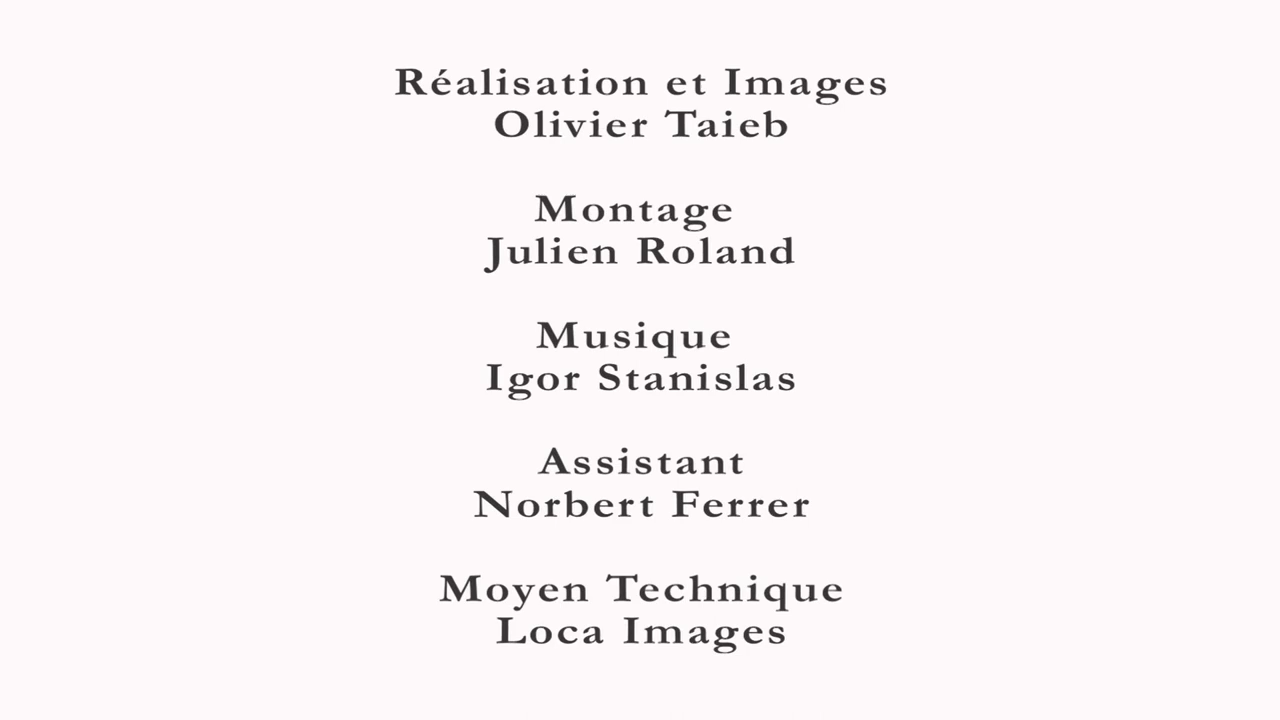 Réalisation et Images
Olivier Taieb
Montage
Julien Roland
Musique
Igor Stanislas
Assistant
Norbert Ferrer
Moyen Technique
Loca Images